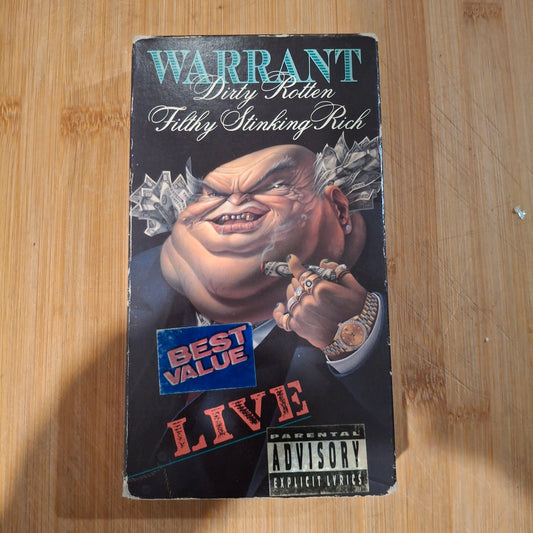 WARRANT
Dirty Rotten
Filthy Stinking Rich
BEST
VALUE
LIVE
PARENTAL
ADVISORY
EXPLICIT LYRICS